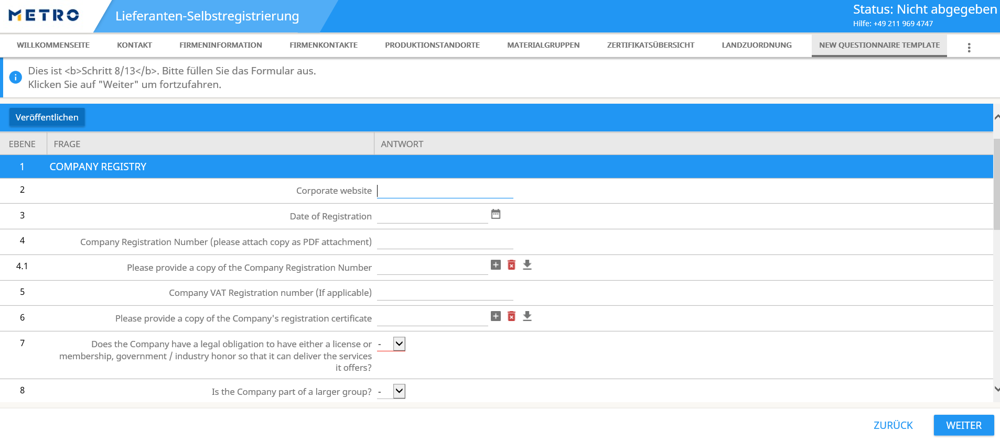 METRO
Lieferanten-Selbstregistrierung
Status: Nicht abgegeben
Hilfe: +49 211 969 4747
WILLKOMMENSEITE KONTAKT FIRMENINFORMATION FIRMENKONTAKTE PRODUKTIONSTANDORTE MATERIALGRUPPEN ZERTIFIKATSÜBERSICHT LANDZUORDNUNG NEW QUESTIONNAIRE TEMPLATE
Dies ist <b>Schritt 8/13</b>. Bitte füllen Sie das Formular aus.
Klicken Sie auf "Weiter" um fortzufahren.
Veröffentlichen
EBENE FRAGE ANTWORT
1 COMPANY REGISTRY
2 Corporate website
3 Date of Registration
4 Company Registration Number (please attach copy as PDF attachment)
4.1 Please provide a copy of the Company Registration Number
5 Company VAT Registration number (If applicable)
6 Please provide a copy of the Company's registration certificate
7 Does the Company have a legal obligation to have either a license or -
membership, government / industry honor so that it can deliver the services
it offers?
8 Is the Company part of a larger group? -
ZURÜCK WEITER